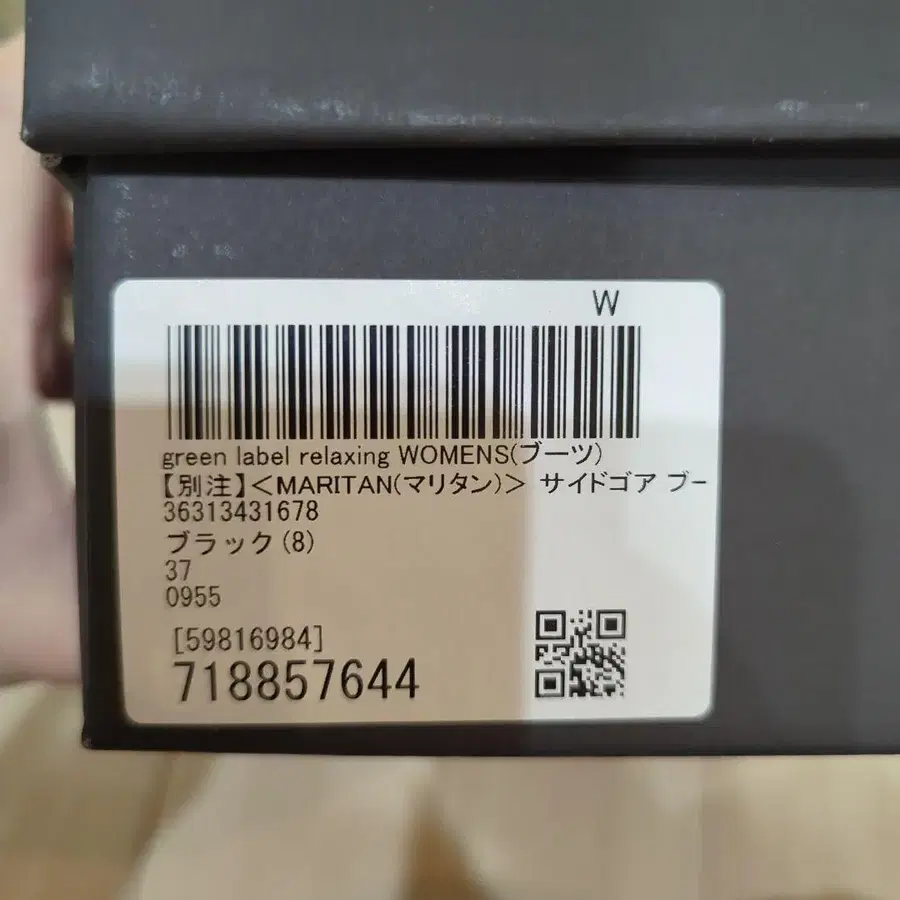 W
green label relaxing WOMENS(ブーツ)
【別注】＜MARITAN(マリタン)＞ サイドゴア ブー
36313431678
ブラック(8)
37
0955
[59816984]
718857644